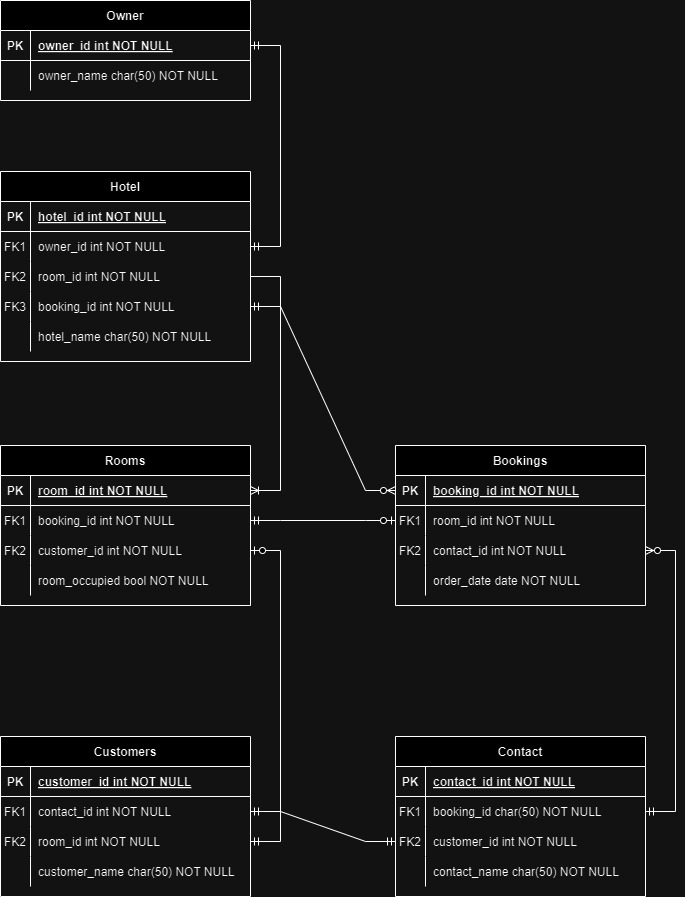 Owner
PK owner_id int NOT NULL
owner_name char(50) NOT NULL
Hotel
PK hotel_id int NOT NULL
FK1 owner_id int NOT NULL
FK2 room_id int NOT NULL
FK3 booking_id int NOT NULL
hotel_name char(50) NOT NULL
Rooms
PK room_id int NOT NULL
FK1 booking_id int NOT NULL
FK2 customer_id int NOT NULL
room_occupied bool NOT NULL
Bookings
PK booking_id int NOT NULL
FK1 room_id int NOT NULL
FK2 contact_id int NOT NULL
order_date date NOT NULL
Customers
PK customer_id int NOT NULL
FK1 contact_id int NOT NULL
FK2 room_id int NOT NULL
customer_name char(50) NOT NULL
Contact
PK contact_id int NOT NULL
FK1 booking_id char(50) NOT NULL
FK2 customer_id int NOT NULL
contact_name char(50) NOT NULL